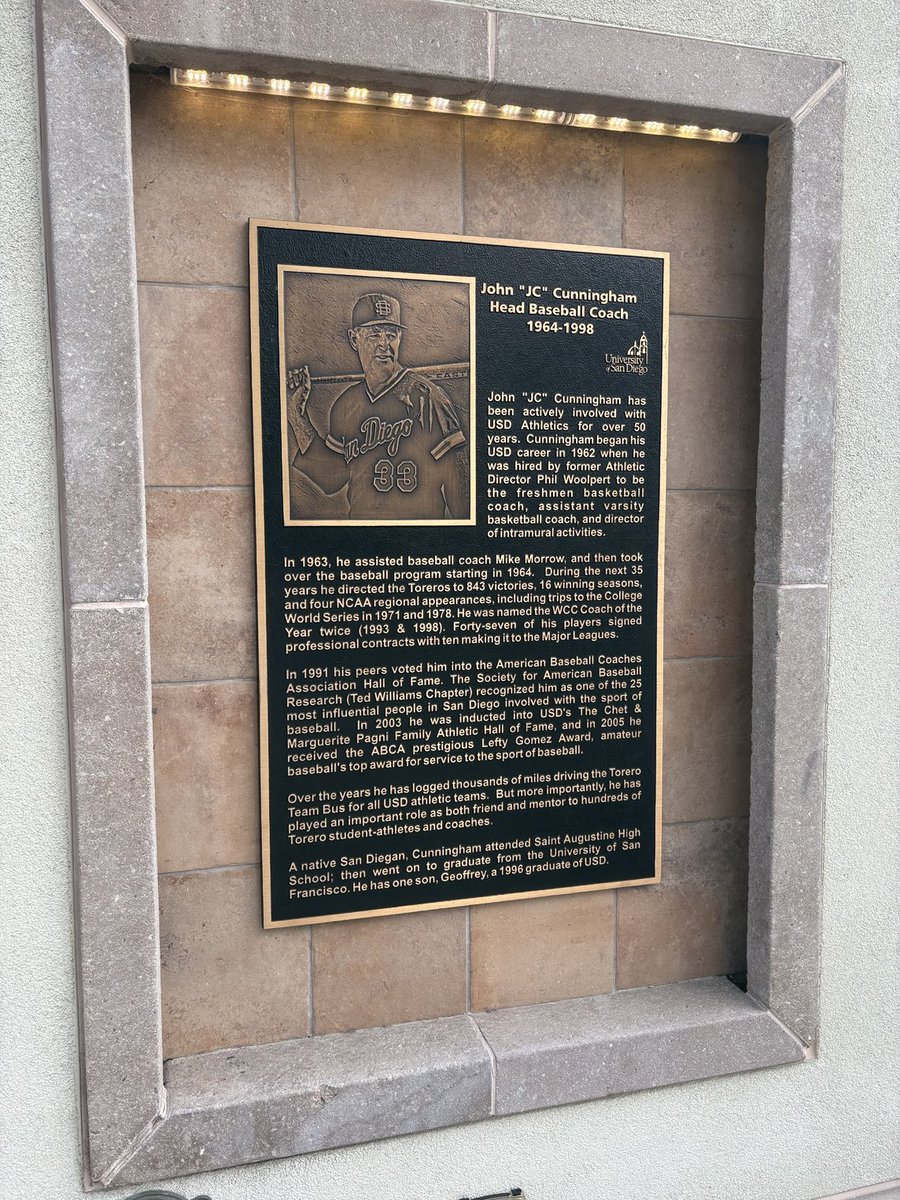 John "JC" Cunningham
Head Baseball Coach
1964-1998
University
of San Diego
SD
EAST
n Diego
33
John "JC" Cunningham has
been actively involved with
USD Athletics for over 50
years. Cunningham began his
USD career in 1962 when he
was hired by former Athletic
Director Phil Woolpert to be
the freshmen basketball
coach, assistant varsity
basketball coach, and director
of intramural activities.
In 1963, he assisted baseball coach Mike Morrow, and then took
over the baseball program starting in 1964. During the next 35
years he directed the Toreros to 843 victories, 16 winning seasons,
and four NCAA regional appearances, including trips to the College
World Series in 1971 and 1978. He was named the WCC Coach of the
Year twice (1993 & 1998). Forty-seven of his players signed
professional contracts with ten making it to the Major Leagues.
In 1991 his peers voted him into the American Baseball Coaches
Association Hall of Fame. The Society for American Baseball
Research (Ted Williams Chapter) recognized him as one of the 25
most influential people in San Diego involved with the sport of
baseball. In 2003 he was inducted into USD's The Chet &
Marguerite Pagni Family Athletic Hall of Fame, and in 2005 he
received the ABCA prestigious Lefty Gomez Award, amateur
baseball's top award for service to the sport of baseball.
Over the years he has logged thousands of miles driving the Torero
Team Bus for all USD athletic teams. But more importantly, he has
played an important role as both friend and mentor to hundreds of
Torero student-athletes and coaches.
A native San Diegan, Cunningham attended Saint Augustine High
School; then went on to graduate from the University of San
Francisco. He has one son, Geoffrey, a 1996 graduate of USD.